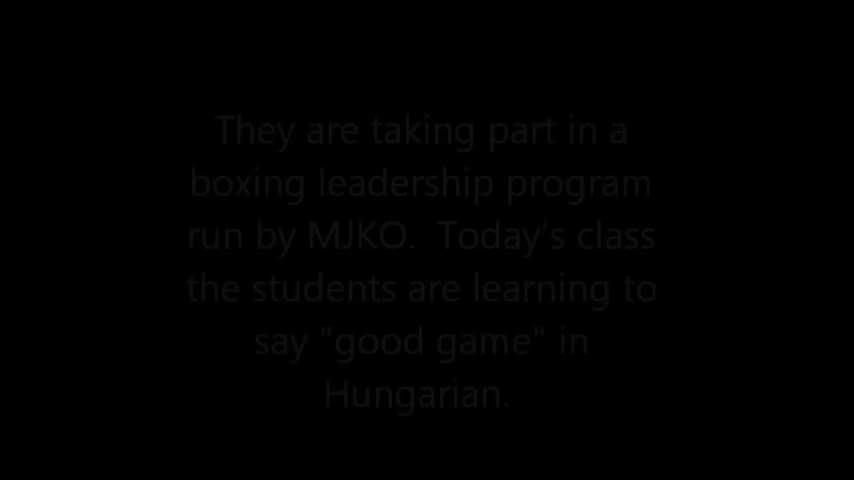 They are taking part in a
boxing leadership program
run by MJKO.  Today's class
the students are learning to
say "good game" in
Hungarian.